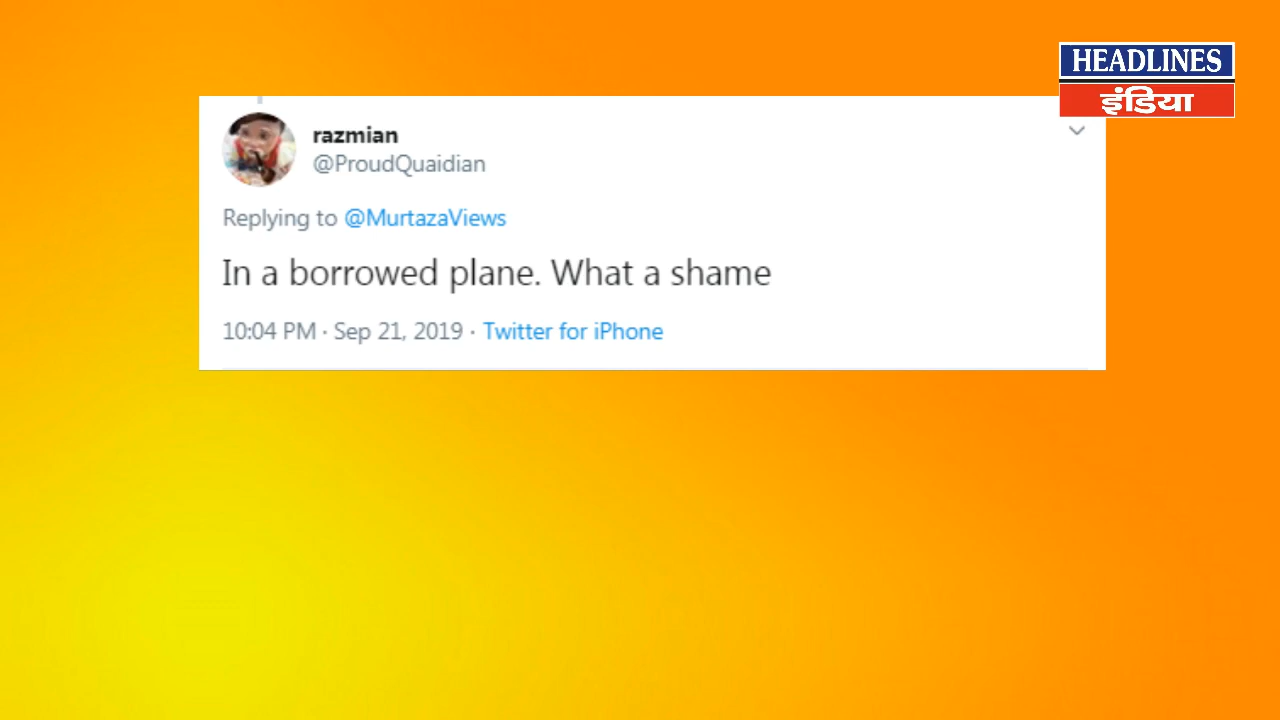 HEADLINES
इंडिया
razmian
@ProudQuaidian
Replying to @MurtazaViews
In a borrowed plane. What a shame
10:04 PM · Sep 21, 2019 · Twitter for iPhone